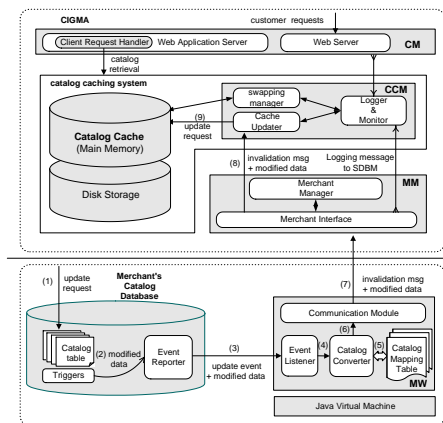 CIGMA
customer requests
Client Request Handler
Web Application Server
Web Server
CM
catalog
retrieval
catalog caching system
CCM
swapping
manager
Logger
&
Monitor
Catalog Cache
(Main Memory)
(9)
update
request
Cache
Updater
Disk Storage
(8)
invalidation msg
+ modified data
Logging message
to SDBM
MM
Merchant
Manager
Merchant Interface
(1)
update
request
Merchant's
Catalog
Database
(7)
invalidation msg
+ modified data
Communication Module
(6)
Catalog
table
Triggers
(2) modified
data
Event
Reporter
(3)
update event
+ modified data
Event
Listener
(4)
Catalog
Converter
(5)
Catalog
Mapping
Table
MW
Java Virtual Machine